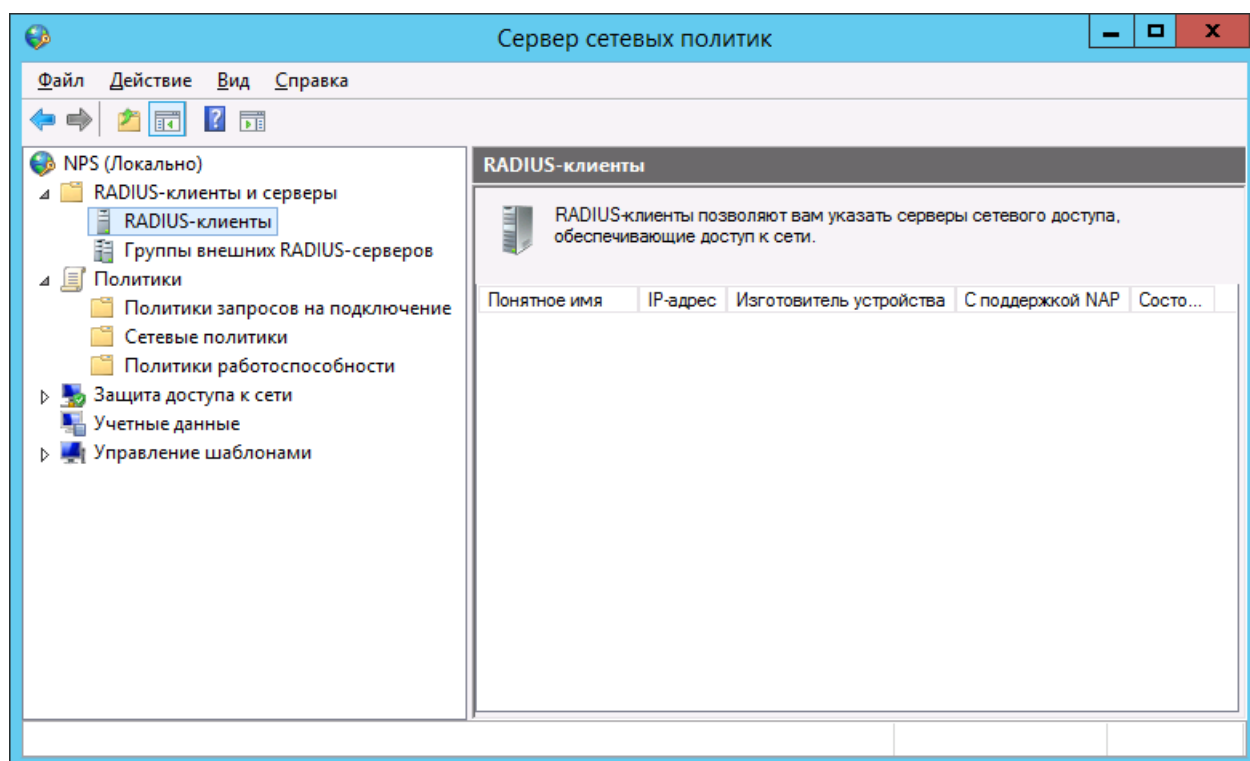 Сервер сетевых политик
Файл Действие Вид Справка
NPS (Локально)
RADIUS-клиенты и серверы
RADIUS-клиенты
Группы внешних RADIUS-серверов
Политики
Политики запросов на подключение
Сетевые политики
Политики работоспособности
Защита доступа к сети
Учетные данные
Управление шаблонами
RADIUS-клиенты
RADIUS-клиенты позволяют вам указать серверы сетевого доступа,
обеспечивающие доступ к сети.
Понятное имя IP-адрес Изготовитель устройства С поддержкой NAP Состо...